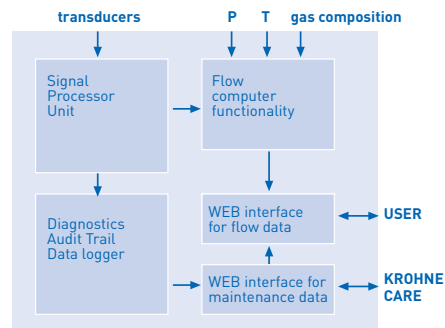 transducers
P T gas composition
Signal
Processor
Unit
Flow
computer
functionality
Diagnostics
Audit Trail
Data logger
WEB interface
for flow data
USER
WEB interface for
maintenance data
KROHNE
CARE